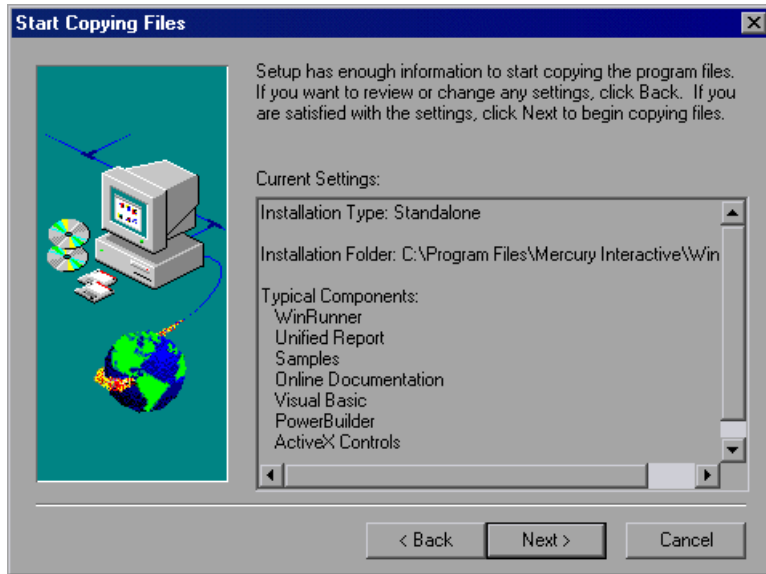 Start Copying Files
Setup has enough information to start copying the program files.
If you want to review or change any settings, click Back. If you
are satisfied with the settings, click Next to begin copying files.
Current Settings:
Installation Type: Standalone
Installation Folder: C:\Program Files\Mercury Interactive\Win
Typical Components:
WinRunner
Unified Report
Samples
Online Documentation
Visual Basic
PowerBuilder
ActiveX Controls
< Back
Next >
Cancel